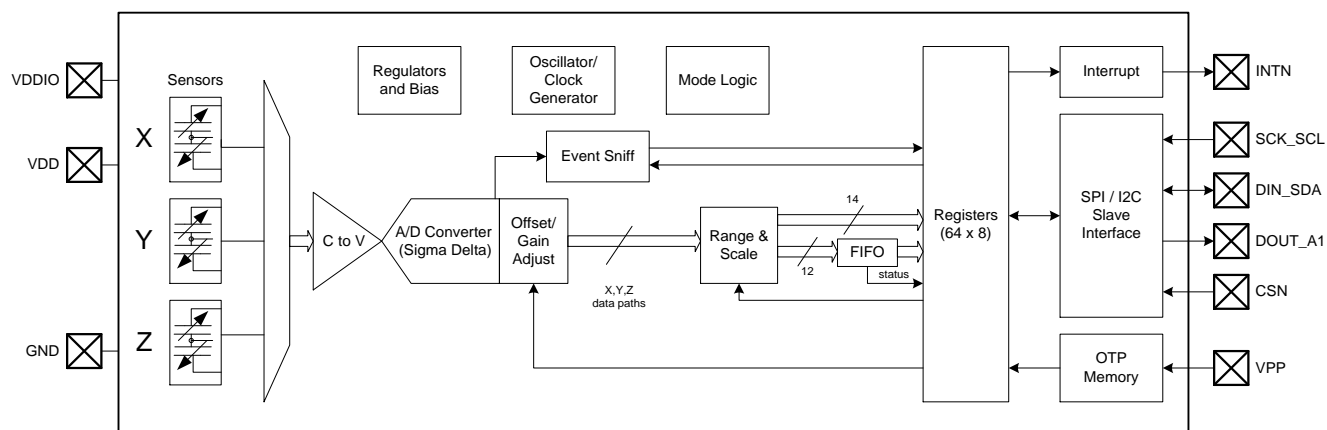 VDDIO
VDD
GND
Sensors
X
Y
Z
Regulators
and Bias
Oscillator/
Clock
Generator
Mode Logic
Event Sniff
C to V
A/D Converter
(Sigma Delta)
Offset/
Gain
Adjust
X,Y,Z
data paths
Range &
Scale
14
12
FIFO
status
Registers
(64 x 8)
Interrupt
SPI / I2C
Slave
Interface
OTP
Memory
INTN
SCK_SCL
DIN_SDA
DOUT_A1
CSN
VPP